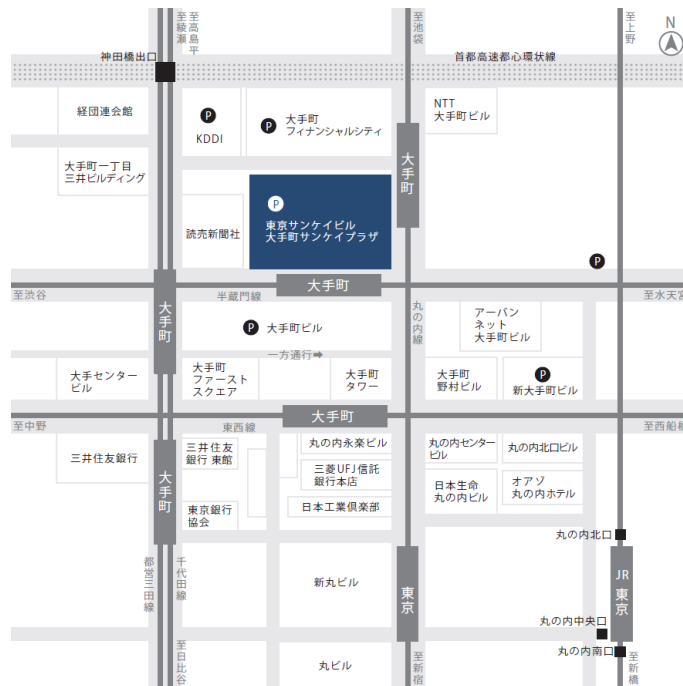 至綾瀬
至高島平
至池袋
至上野
N
神田橋出口
首都高速都心環状線
経団連会館
P
KDDI
P
大手町
フィナンシャルシティ
NTT
大手町ビル
大手町
大手町一丁目
三井ビルディング
読売新聞社
P
東京サンケイビル
大手町サンケイプラザ
P
至渋谷
半蔵門線
大手町
至水天宮
大手町
P
大手町ビル
丸の内線
アーバン
ネット
大手町ビル
一方通行➡
大手センター
ビル
大手町
ファースト
スクエア
大手町
タワー
大手町
野村ビル
P
新大手町ビル
至中野
東西線
大手町
至西船橋
三井住友銀行
大手町
三井住友
銀行 東館
丸の内永楽ビル
三菱UFJ信託
銀行本店
日本工業倶楽部
東京銀行
協会
丸の内センター
ビル
丸の内北口ビル
日本生命
丸の内ビル
オアゾ
丸の内ホテル
丸の内北口
都営三田線
千代田線
新丸ビル
東京
JR
東京
丸の内中央口
丸の内南口
至日比谷
丸ビル
至新宿
至新橋